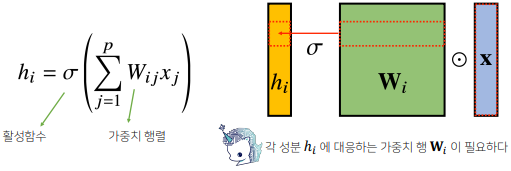 h_i = σ ( \sum_{j=1}^{p} W_{ij} x_j )
활성함수
가중치 행렬
h_i
σ
W_i
⊙
x
각 성분 h_i 에 대응하는 가중치 행 W_i 이 필요하다